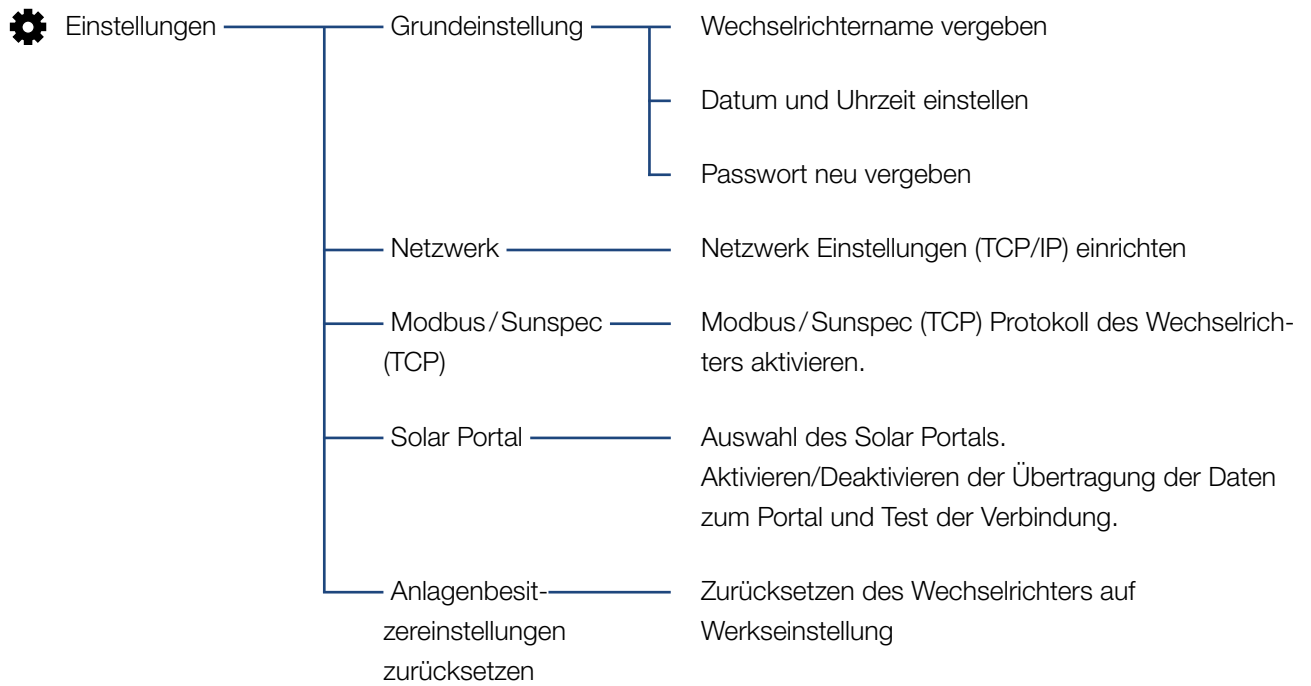 Einstellungen
Grundeinstellung
Wechselrichtername vergeben
Datum und Uhrzeit einstellen
Passwort neu vergeben
Netzwerk
Netzwerk Einstellungen (TCP/IP) einrichten
Modbus/Sunspec
(TCP)
Modbus/Sunspec (TCP) Protokoll des Wechselrich-
ters aktivieren.
Solar Portal
Auswahl des Solar Portals.
Aktivieren/Deaktivieren der Übertragung der Daten
zum Portal und Test der Verbindung.
Anlagenbesit-
zereinstellungen
zurücksetzen
Zurücksetzen des Wechselrichters auf
Werkseinstellung